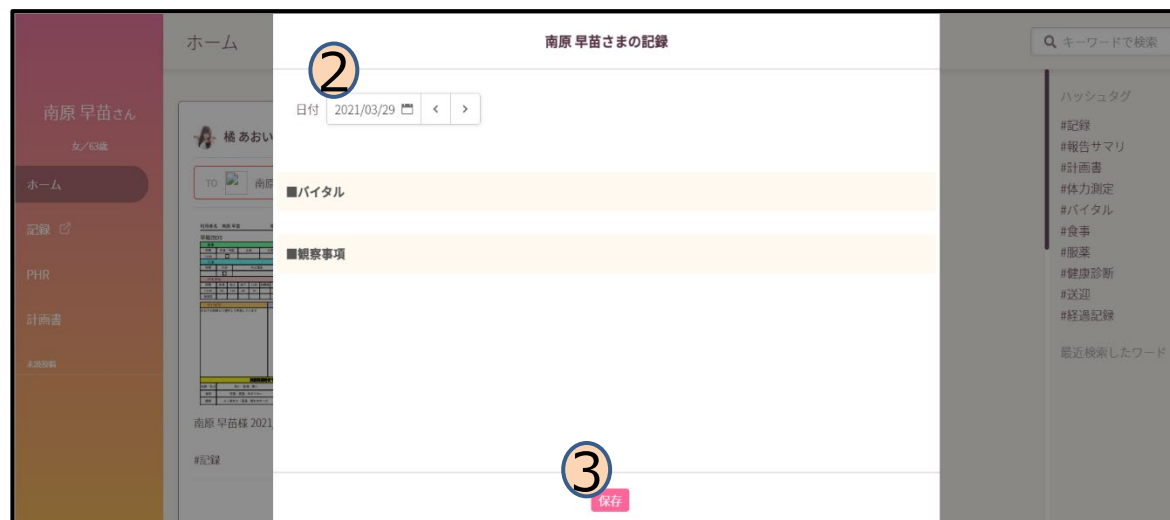 ホーム
南原 早苗さまの記録
キーワードで検索
2
日付 2021/03/29
南原 早苗さん
女／63歳
ホーム
記録
PHR
計画書
橘 あおい
TO 南原
■バイタル
■観察事項
南原 早苗様 2021
#記録
3
保存
ハッシュタグ
#記録
#報告サマリ
#計画書
#体力測定
#バイタル
#食事
#服薬
#健康診断
#送迎
#経過記録
最近検索したワード